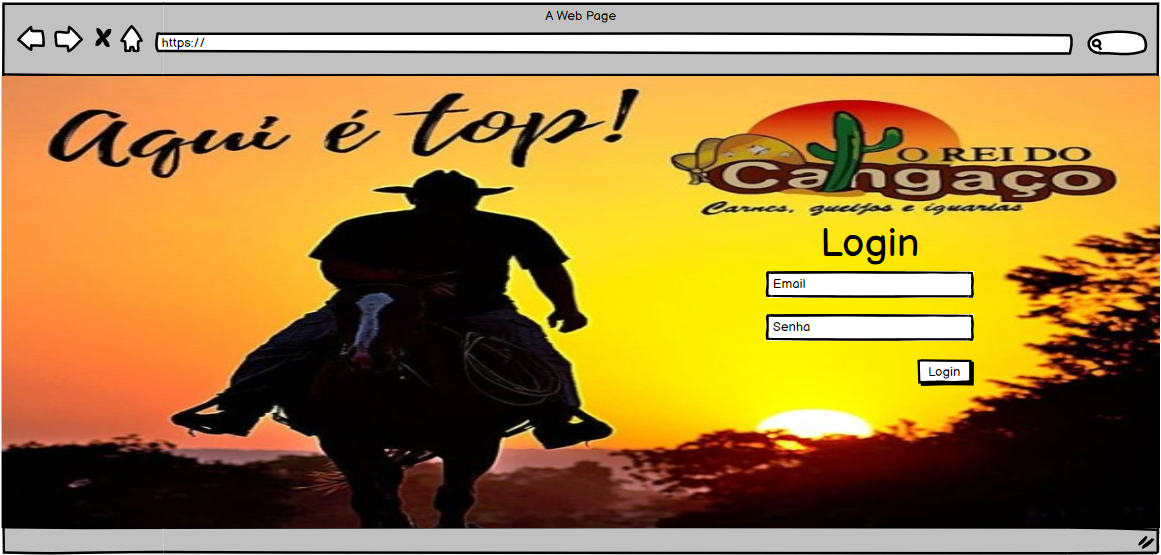 A Web Page
https://
Aqui é top!
O REI DO
Cangaço
Carnes, queijos e iguarias
Login
Email
Senha
Login